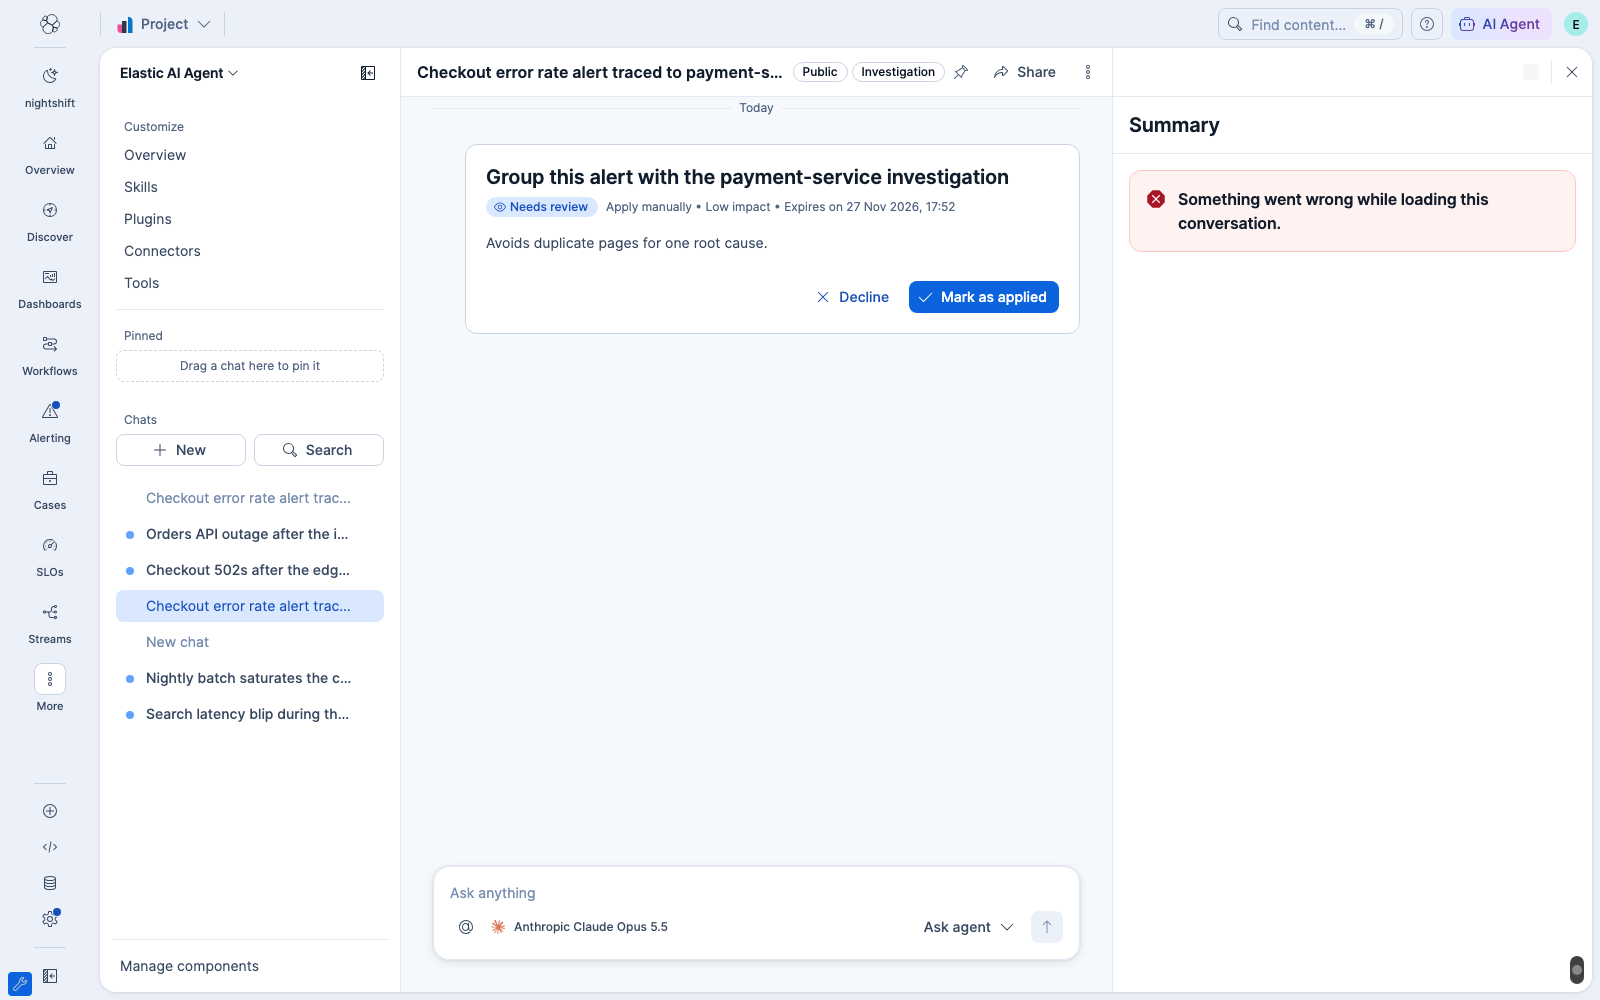 Project
Find content...
⌘ /
AI Agent
E
nightshift
Overview
Discover
Dashboards
Workflows
Alerting
Cases
SLOs
Streams
More
Elastic AI Agent
Customize
Overview
Skills
Plugins
Connectors
Tools
Pinned
Drag a chat here to pin it
Chats
New
Search
Checkout error rate alert trac...
Orders API outage after the i...
Checkout 502s after the edg...
Checkout error rate alert trac...
New chat
Nightly batch saturates the c...
Search latency blip during th...
Manage components
Checkout error rate alert traced to payment-s...
Public
Investigation
Share
Today
Group this alert with the payment-service investigation
Needs review
Apply manually • Low impact • Expires on 27 Nov 2026, 17:52
Avoids duplicate pages for one root cause.
Decline
Mark as applied
Ask anything
@
Anthropic Claude Opus 5.5
Ask agent
Summary
Something went wrong while loading this
conversation.